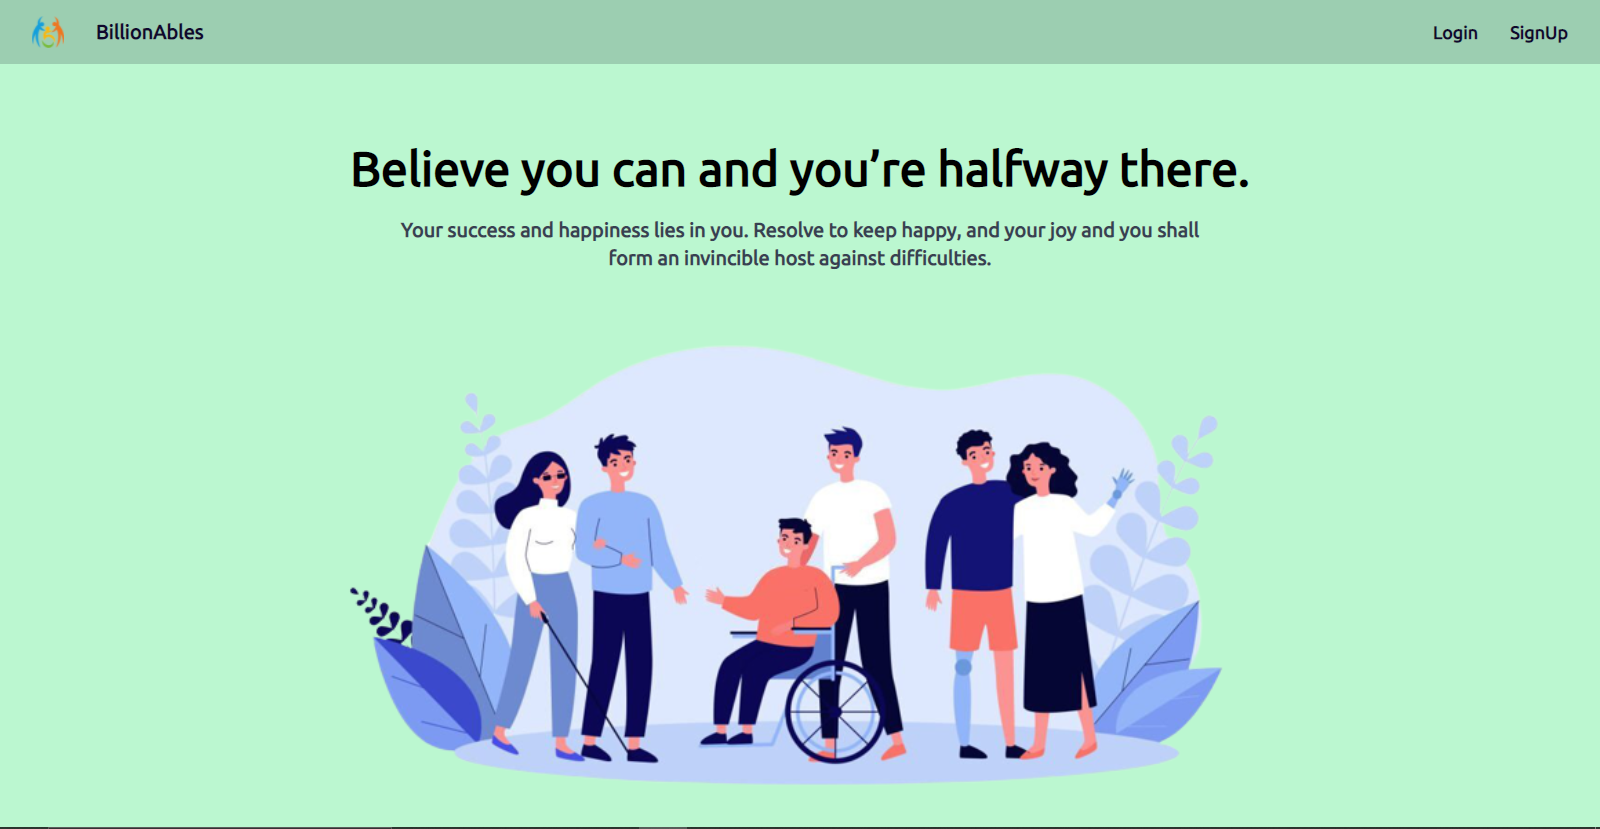 BillionAbles
Login
SignUp
Believe you can and you’re halfway there.
Your success and happiness lies in you. Resolve to keep happy, and your joy and you shall
form an invincible host against difficulties.